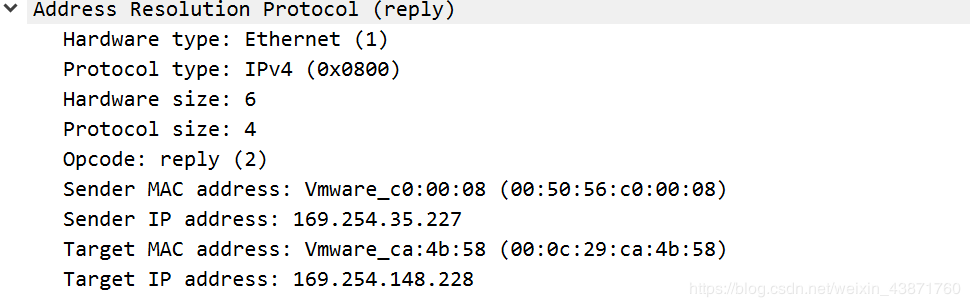 Address Resolution Protocol (reply)
Hardware type: Ethernet (1)
Protocol type: IPv4 (0x0800)
Hardware size: 6
Protocol size: 4
Opcode: reply (2)
Sender MAC address: Vmware_c0:00:08 (00:50:56:c0:00:08)
Sender IP address: 169.254.35.227
Target MAC address: Vmware_ca:4b:58 (00:0c:29:ca:4b:58)
Target IP address: 169.254.148.228
https://blog.csdn.net/weixin_43871760